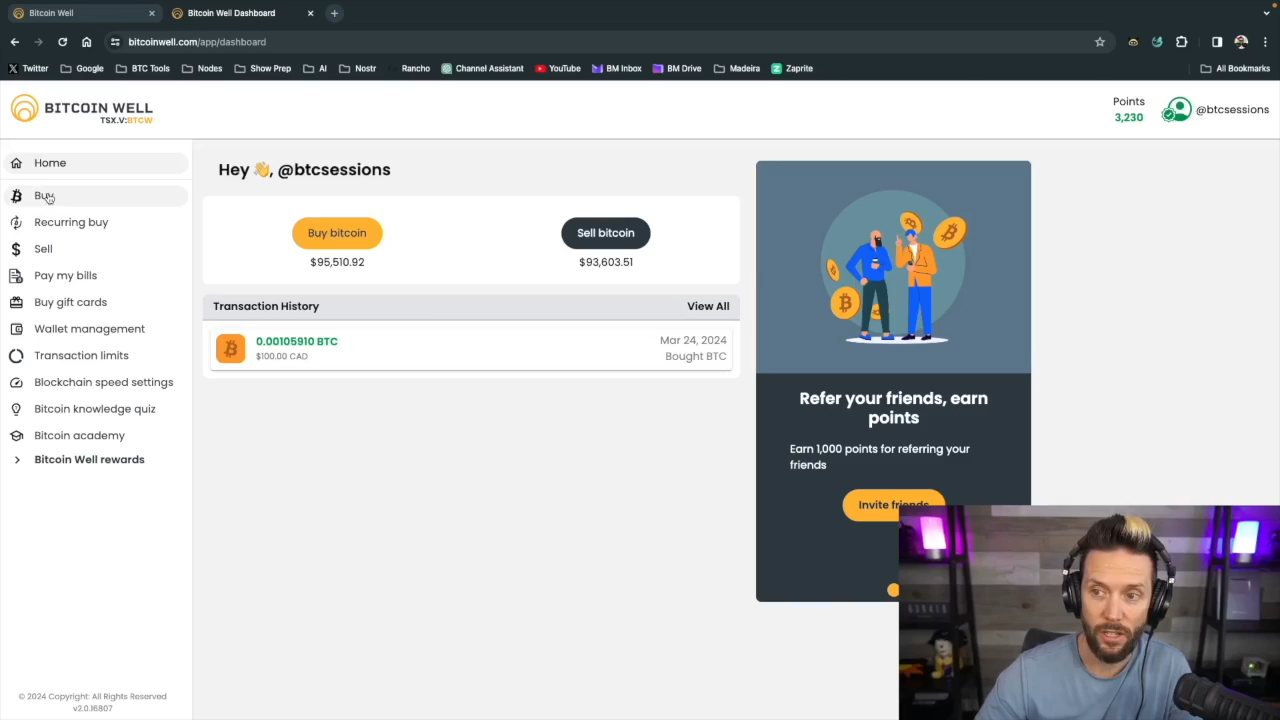 Bitcoin Well
Bitcoin Well Dashboard
bitcoinwell.com/app/dashboard
Twitter
Google
BTC Tools
Nodes
Show Prep
AI
Nostr
Rancho
Channel Assistant
YouTube
BM Inbox
BM Drive
Madeira
Zaprite
All Bookmarks
BITCOIN WELL
TSX.V:BTCW
Points
3,230
@btcsessions
Home
Buy
Recurring buy
Sell
Pay my bills
Buy gift cards
Wallet management
Transaction limits
Blockchain speed settings
Bitcoin knowledge quiz
Bitcoin academy
Bitcoin Well rewards
© 2024 Copyright: All Rights Reserved
v2.0.16807
Hey 👋, @btcsessions
Buy bitcoin
$95,510.92
Sell bitcoin
$93,603.51
Transaction History
View All
0.00105910 BTC
$100.00 CAD
Mar 24, 2024
Bought BTC
Refer your friends, earn
points
Earn 1,000 points for referring your
friends
Invite friends